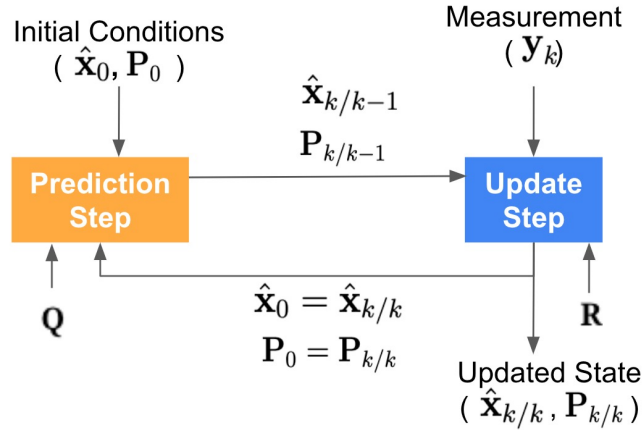 Initial Conditions
( x̂₀, P₀ )
Measurement
( yₖ)
x̂ₖ/ₖ₋₁
Pₖ/ₖ₋₁
Prediction
Step
Update
Step
Q
x̂₀ = x̂ₖ/ₖ
P₀ = Pₖ/ₖ
R
Updated State
( x̂ₖ/ₖ , Pₖ/ₖ )